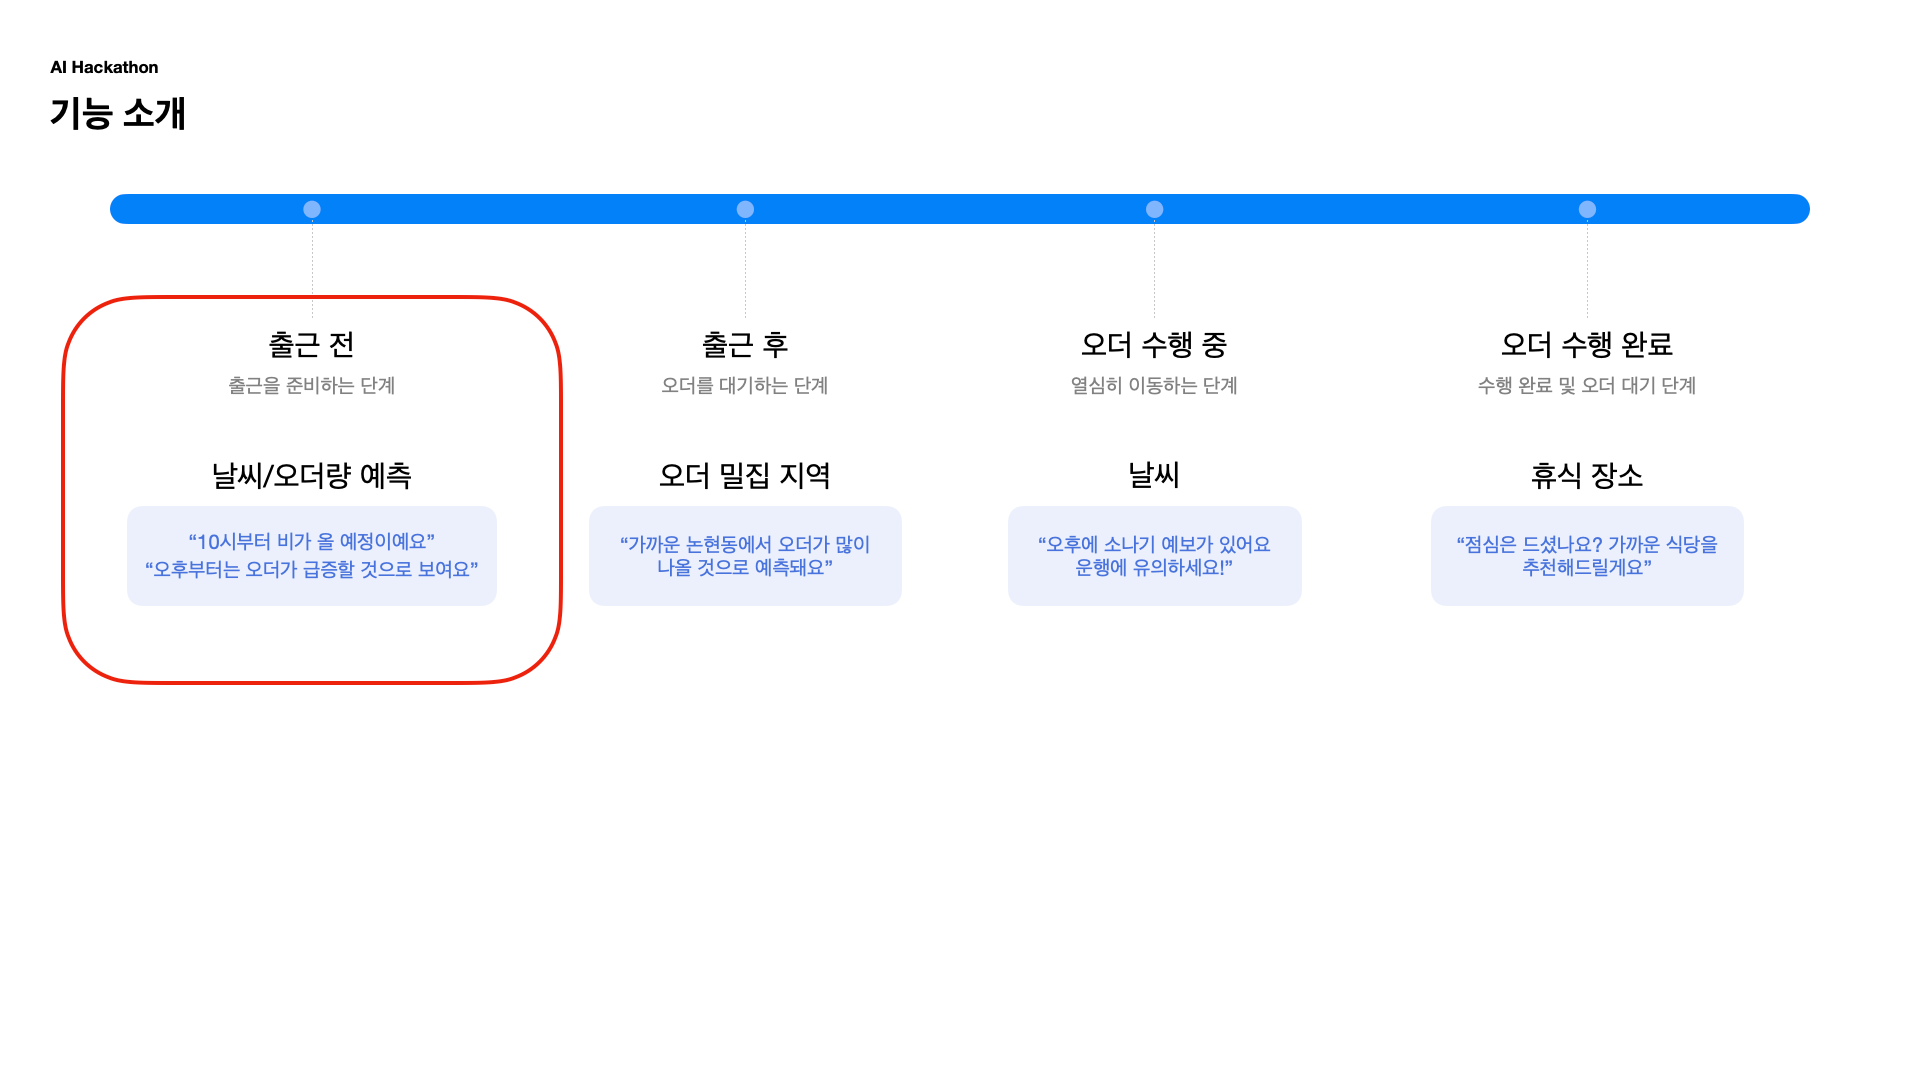 AI Hackathon
기능 소개
출근 전
출근을 준비하는 단계
날씨/오더량 예측
“10시부터 비가 올 예정이예요”
“오후부터는 오더가 급증할 것으로 보여요”
출근 후
오더를 대기하는 단계
오더 밀집 지역
“가까운 논현동에서 오더가 많이
나올 것으로 예측돼요”
오더 수행 중
열심히 이동하는 단계
날씨
“오후에 소나기 예보가 있어요
운행에 유의하세요!”
오더 수행 완료
수행 완료 및 오더 대기 단계
휴식 장소
“점심은 드셨나요? 가까운 식당을
추천해드릴게요”